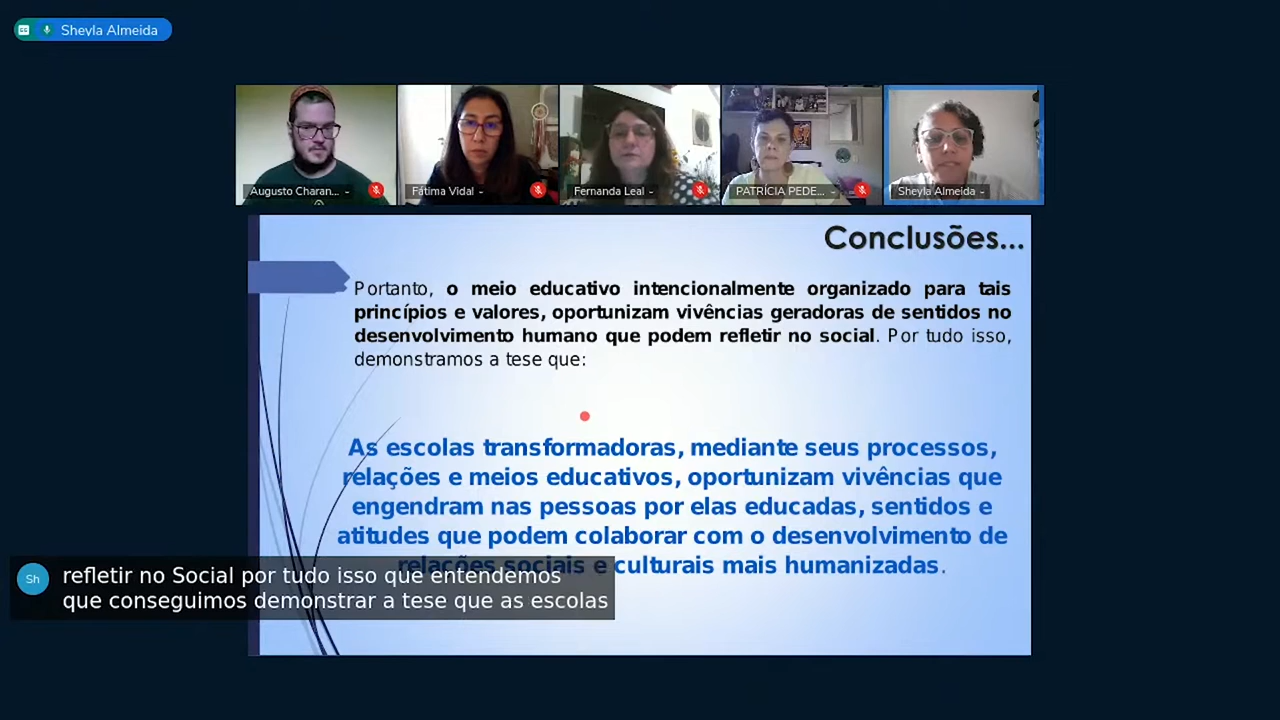 Sheyla Almeida
Augusto Charan...
Fátima Vidal
Fernanda Leal
PATRÍCIA PEDE...
Sheyla Almeida
Conclusões...
Portanto, o meio educativo intencionalmente organizado para tais
princípios e valores, oportunizam vivências geradoras de sentidos no
desenvolvimento humano que podem refletir no social. Por tudo isso,
demonstramos a tese que:
As escolas transformadoras, mediante seus processos,
relações e meios educativos, oportunizam vivências que
engendram nas pessoas por elas educadas, sentidos e
atitudes que podem colaborar com o desenvolvimento de
relações sociais e culturais mais humanizadas.
Sh
refletir no Social por tudo isso que entendemos
que conseguimos demonstrar a tese que as escolas